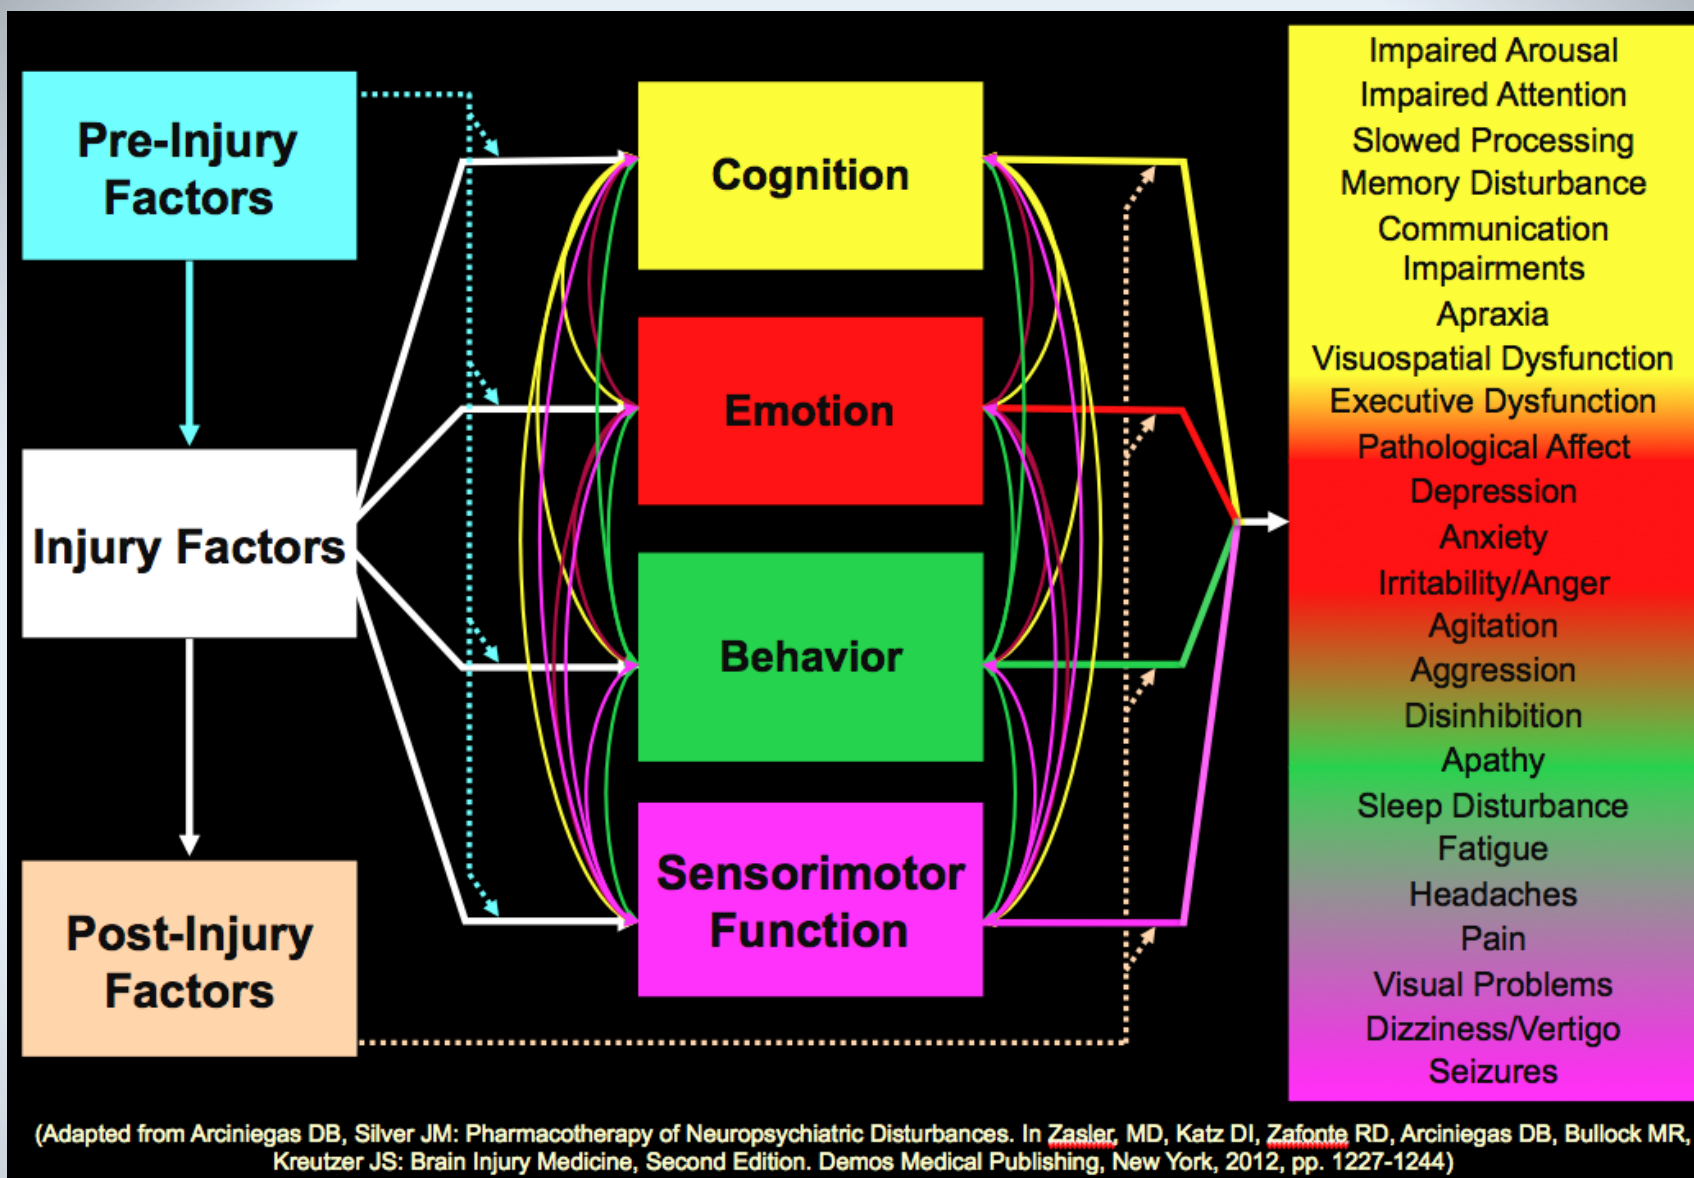 Pre-Injury
Factors
Injury Factors
Post-Injury
Factors
Cognition
Emotion
Behavior
Sensorimotor
Function
Impaired Arousal
Impaired Attention
Slowed Processing
Memory Disturbance
Communication
Impairments
Apraxia
Visuospatial Dysfunction
Executive Dysfunction
Pathological Affect
Depression
Anxiety
Irritability/Anger
Agitation
Aggression
Disinhibition
Apathy
Sleep Disturbance
Fatigue
Headaches
Pain
Visual Problems
Dizziness/Vertigo
Seizures
(Adapted from Arciniegas DB, Silver JM: Pharmacotherapy of Neuropsychiatric Disturbances. In Zasler, MD, Katz DI, Zafonte RD, Arciniegas DB, Bullock MR,
Kreutzer JS: Brain Injury Medicine, Second Edition. Demos Medical Publishing, New York, 2012, pp. 1227-1244)